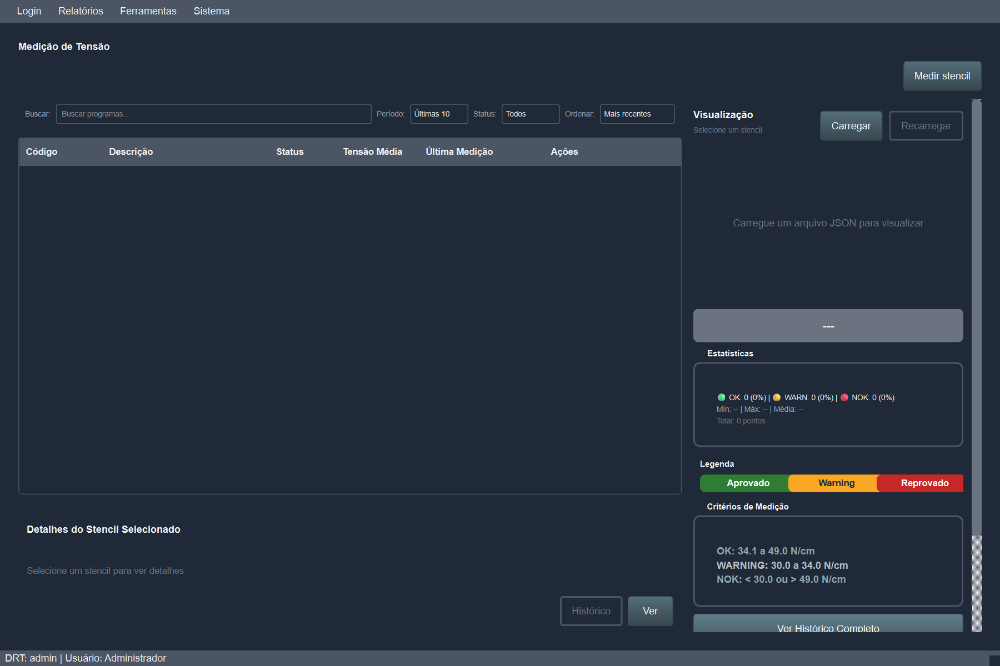 Login Relatórios Ferramentas Sistema
Medição de Tensão
Medir stencil
Buscar: Buscar programas... Período: Últimas 10 Status: Todos Ordenar: Mais recentes
Código Descrição Status Tensão Média Última Medição Ações
Detalhes do Stencil Selecionado
Selecione um stencil para ver detalhes
Histórico Ver
Visualização
Selecione um stencil
Carregar Recarregar
Carregue um arquivo JSON para visualizar
---
Estatísticas
OK: 0 (0%) | WARN: 0 (0%) | NOK: 0 (0%)
Mín: -- | Máx: -- | Média: --
Total: 0 pontos
Legenda
Aprovado Warning Reprovado
Critérios de Medição
OK: 34.1 a 49.0 N/cm
WARNING: 30.0 a 34.0 N/cm
NOK: < 30.0 ou > 49.0 N/cm
Ver Histórico Completo
DRT: admin | Usuário: Administrador